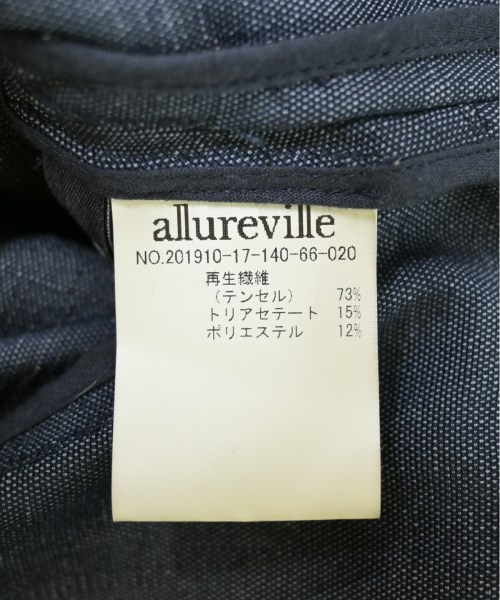 allureville
NO.201910-17-140-66-020
再生繊維
(テンセル) 73%
トリアセテート 15%
ポリエステル 12%